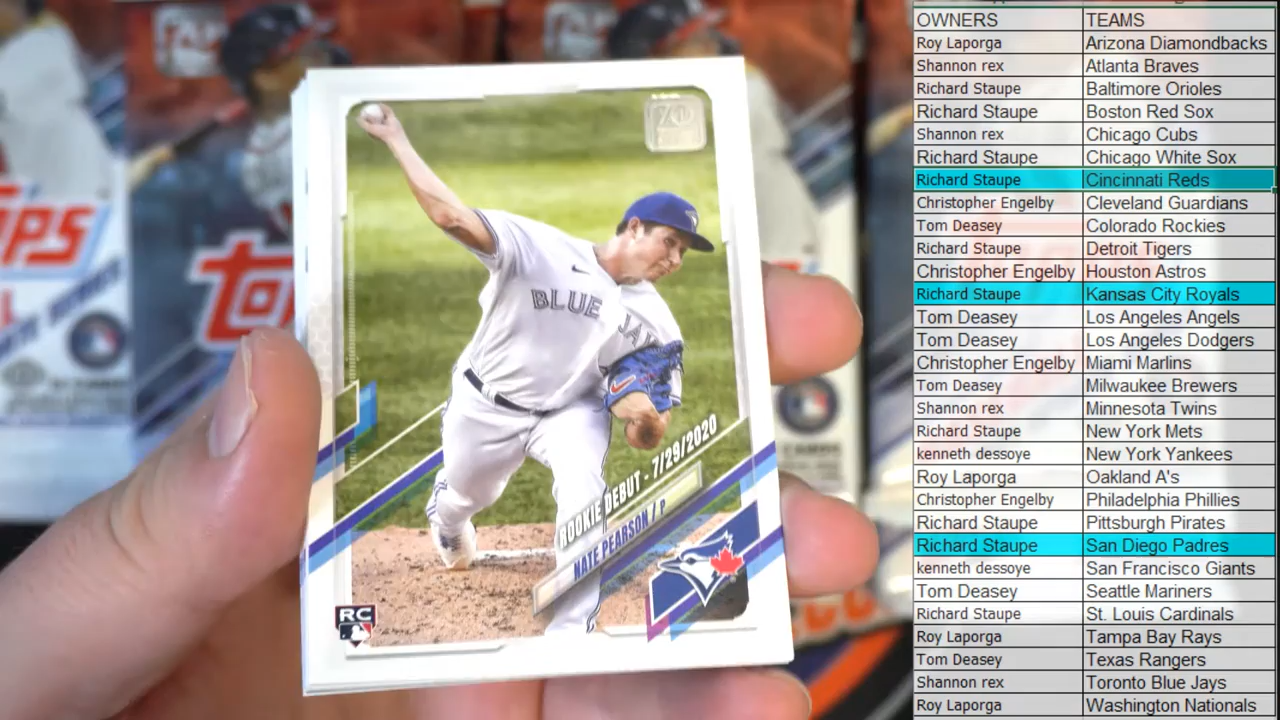 70
BLUE JAY
ROOKIE DEBUT - 7/29/2020
NATE PEARSON / P
RC
OWNERS TEAMS
Roy Laporga Arizona Diamondbacks
Shannon rex Atlanta Braves
Richard Staupe Baltimore Orioles
Richard Staupe Boston Red Sox
Shannon rex Chicago Cubs
Richard Staupe Chicago White Sox
Richard Staupe Cincinnati Reds
Christopher Engelby Cleveland Guardians
Tom Deasey Colorado Rockies
Richard Staupe Detroit Tigers
Christopher Engelby Houston Astros
Richard Staupe Kansas City Royals
Tom Deasey Los Angeles Angels
Tom Deasey Los Angeles Dodgers
Christopher Engelby Miami Marlins
Tom Deasey Milwaukee Brewers
Shannon rex Minnesota Twins
Richard Staupe New York Mets
kenneth dessoye New York Yankees
Roy Laporga Oakland A's
Christopher Engelby Philadelphia Phillies
Richard Staupe Pittsburgh Pirates
Richard Staupe San Diego Padres
kenneth dessoye San Francisco Giants
Tom Deasey Seattle Mariners
Richard Staupe St. Louis Cardinals
Roy Laporga Tampa Bay Rays
Tom Deasey Texas Rangers
Shannon rex Toronto Blue Jays
Roy Laporga Washington Nationals